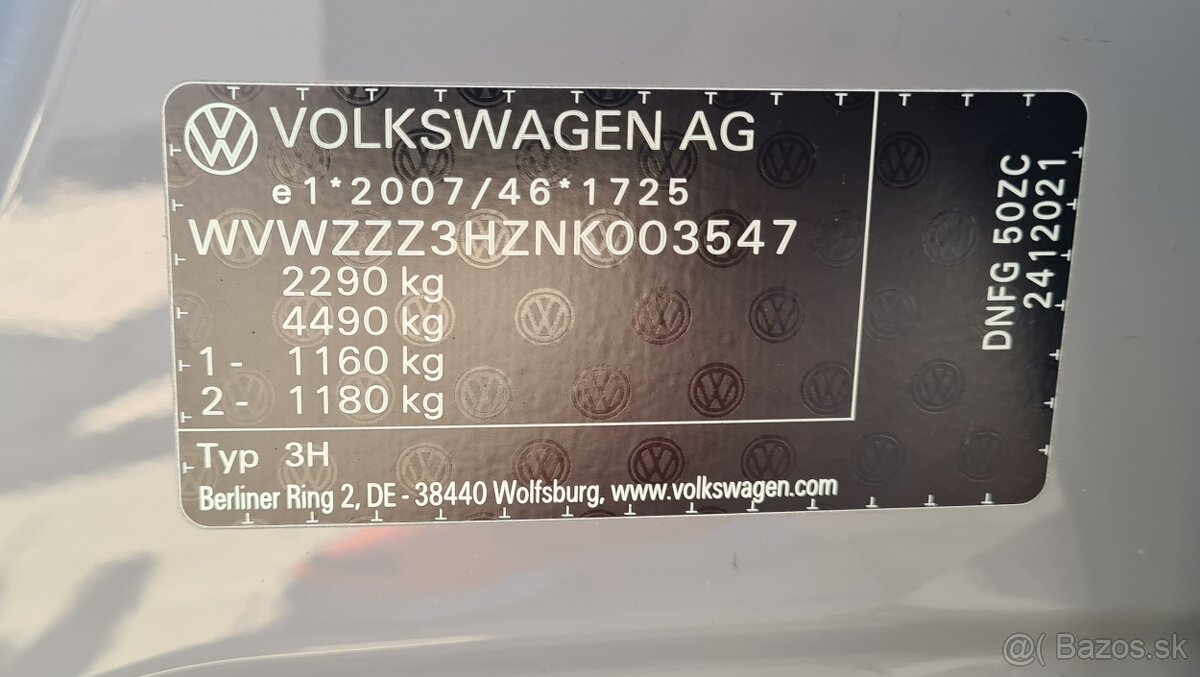 VOLKSWAGEN AG
e1*2007/46*1725
WVWZZZ3HZNK003547
2290 kg
4490 kg
1- 1160 kg
2- 1180 kg
Typ 3H
Berliner Ring 2, DE - 38440 Wolfsburg, www.volkswagen.com
DNFG 50ZC
24122021
@( Bazos.sk